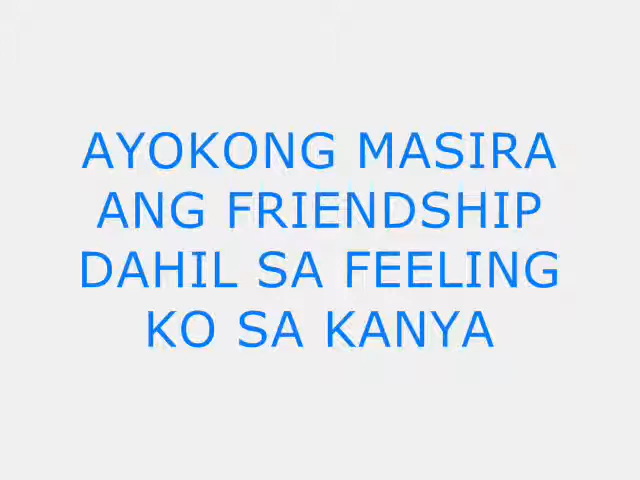 AYOKONG MASIRA
ANG FRIENDSHIP
DAHIL SA FEELING
KO SA KANYA